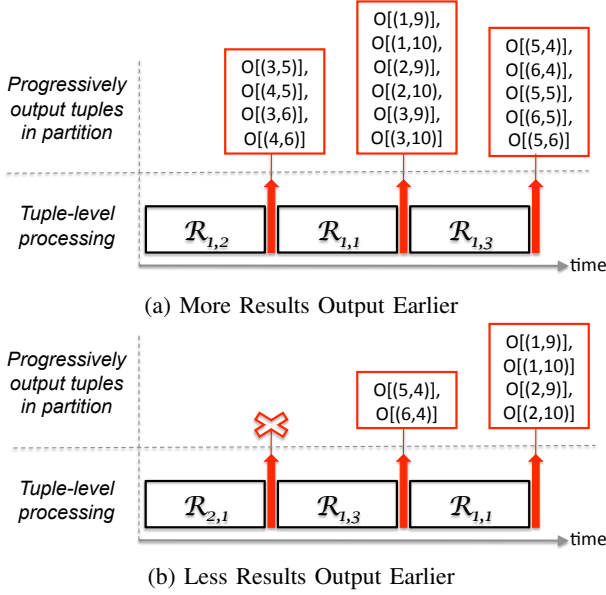 Progressively
output tuples
in partition
O[(3,5)],
O[(4,5)],
O[(3,6)],
O[(4,6)]
O[(1,9)],
O[(1,10)],
O[(2,9)],
O[(2,10)],
O[(3,9)],
O[(3,10)]
O[(5,4)],
O[(6,4)],
O[(5,5)],
O[(6,5)],
O[(5,6)]
Tuple-level
processing
R1,2
R1,1
R1,3
time
(a) More Results Output Earlier
Progressively
output tuples
in partition
O[(5,4)],
O[(6,4)]
O[(1,9)],
O[(1,10)]
O[(2,9)],
O[(2,10)]
Tuple-level
processing
R2,1
R1,3
R1,1
time
(b) Less Results Output Earlier